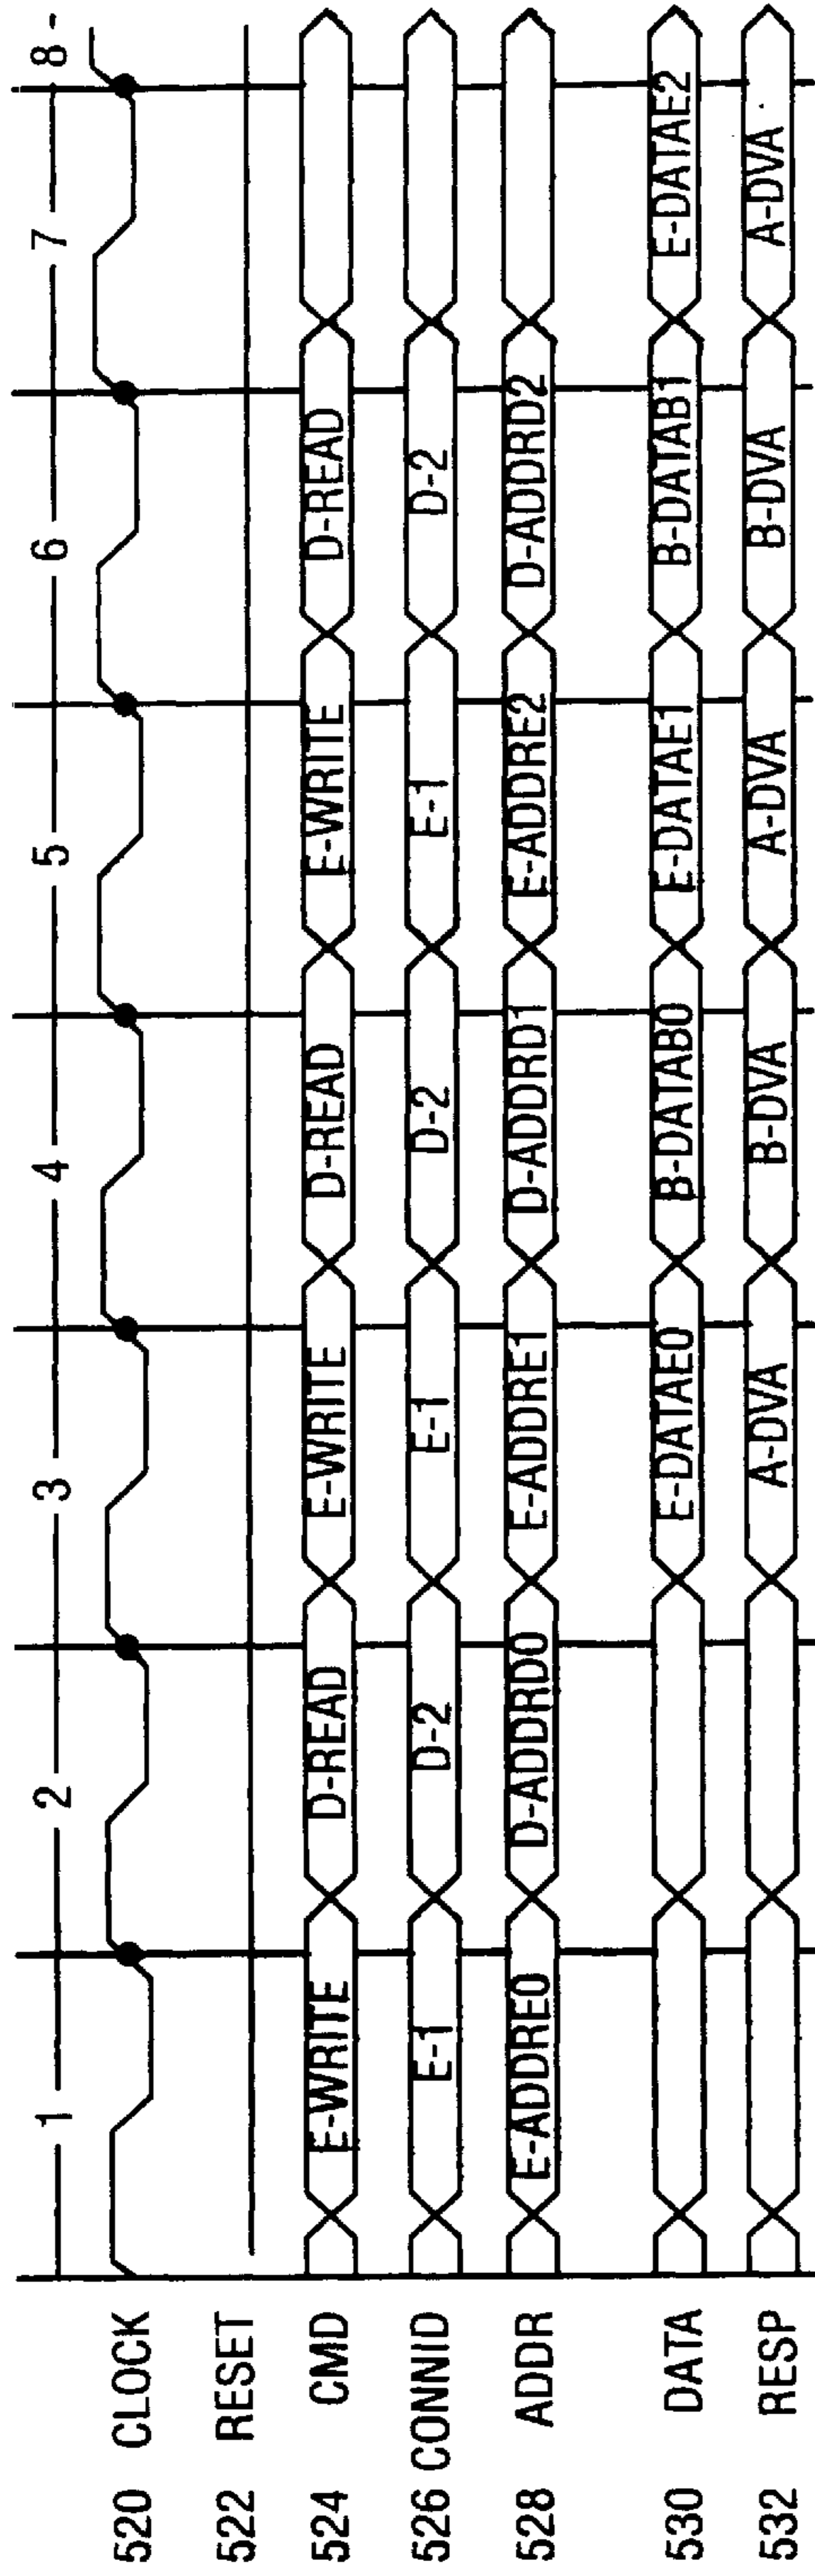 1 2 3 4 5 6 7 8
520 CLOCK
522 RESET
524 CMD E-WRITE D-READ E-WRITE D-READ E-WRITE D-READ
526 CONNID E-1 D-2 E-1 D-2 E-1 D-2
528 ADDR E-ADDRE0 D-ADDRD0 E-ADDRE1 D-ADDRD1 E-ADDRE2 D-ADDRD2
530 DATA E-DATAE0 B-DATAB0 E-DATAE1 B-DATAB1 E-DATAE2
532 RESP A-DVA B-DVA A-DVA B-DVA A-DVA